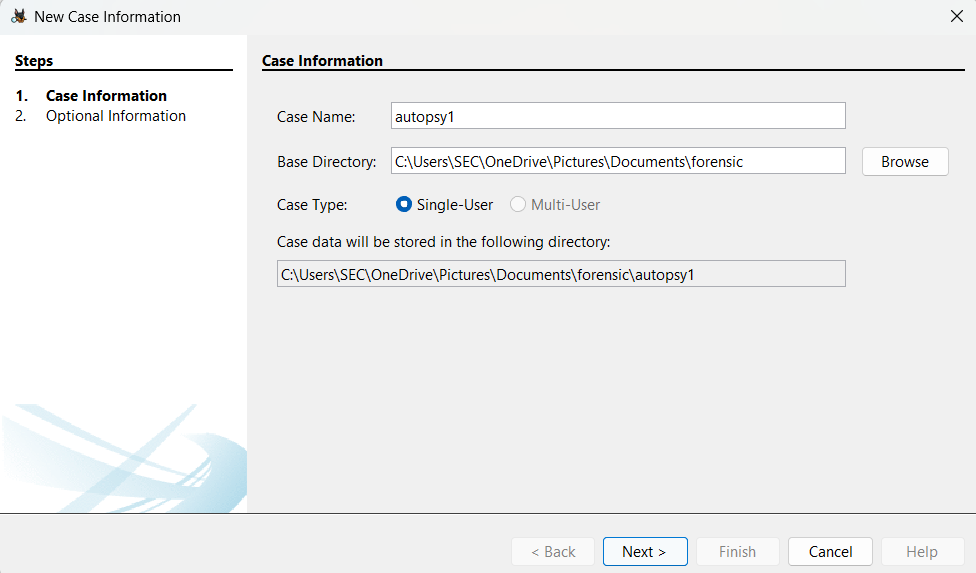 New Case Information
Steps
1. Case Information
2. Optional Information
Case Information
Case Name: autopsy1
Base Directory: C:\Users\SEC\OneDrive\Pictures\Documents\forensic Browse
Case Type: Single-User Multi-User
Case data will be stored in the following directory:
C:\Users\SEC\OneDrive\Pictures\Documents\forensic\autopsy1
< Back Next > Finish Cancel Help